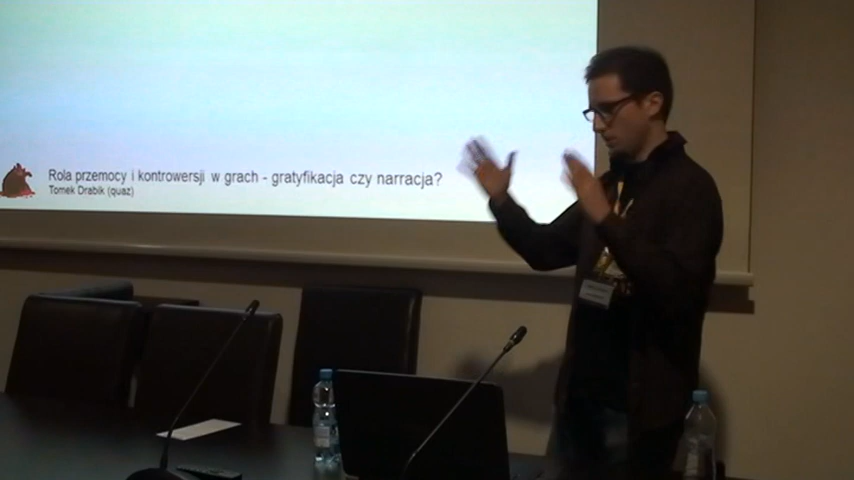 Rola przemocy i kontrowersji w grach - gratyfikacja czy narracja?
Tomek Drabik (quaz)